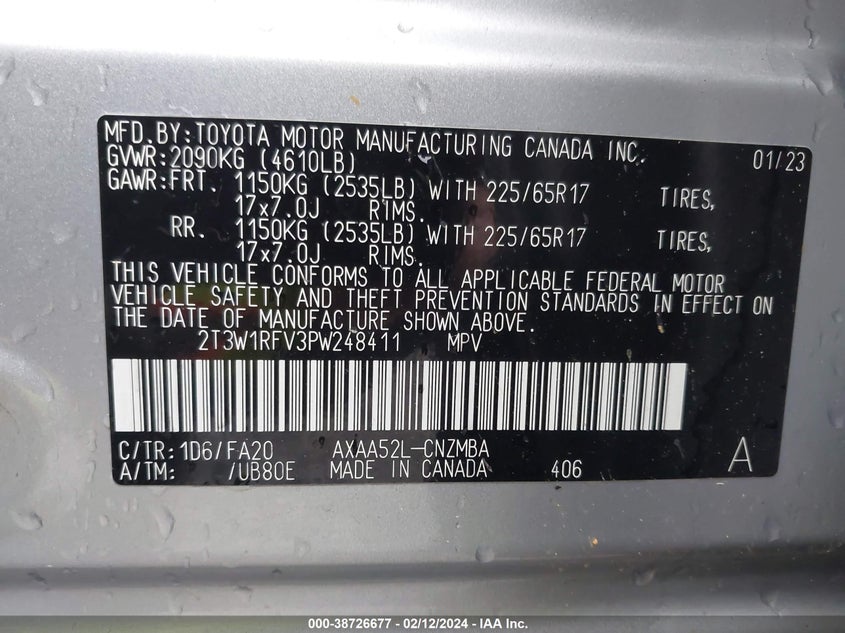 MFD.BY:TOYOTA MOTOR MANUFACTURING CANADA INC. 01/23
GVWR:2090KG (4610LB)
GAWR:FRT. 1150KG (2535LB) WITH 225/65R17 TIRES,
17x7.0J RIMS.
RR. 1150KG (2535LB) WITH 225/65R17 TIRES,
17x7.0J RIMS.
THIS VEHICLE CONFORMS TO ALL APPLICABLE FEDERAL MOTOR
VEHICLE SAFETY AND THEFT PREVENTION STANDARDS IN EFFECT ON
THE DATE OF MANUFACTURE SHOWN ABOVE.
2T3W1RFV3PW248411 MPV
C/TR:1D6/FA20 AXAA52L-CNZMBA A
A/TM: /UB80E MADE IN CANADA 406
000-38726677 - 02/12/2024 - IAA Inc.